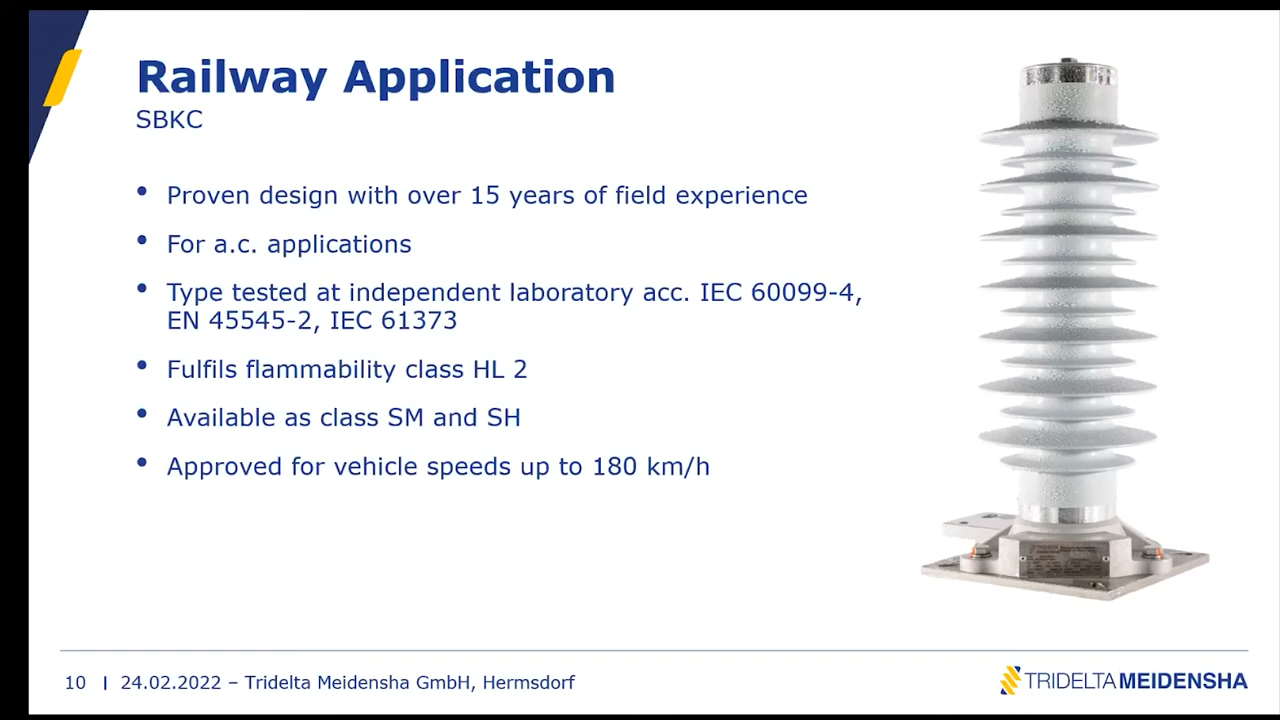 Railway Application
SBKC
• Proven design with over 15 years of field experience
• For a.c. applications
• Type tested at independent laboratory acc. IEC 60099-4,
EN 45545-2, IEC 61373
• Fulfils flammability class HL 2
• Available as class SM and SH
• Approved for vehicle speeds up to 180 km/h
10 | 24.02.2022 – Tridelta Meidensha GmbH, Hermsdorf
TRIDELTA MEIDENSHA